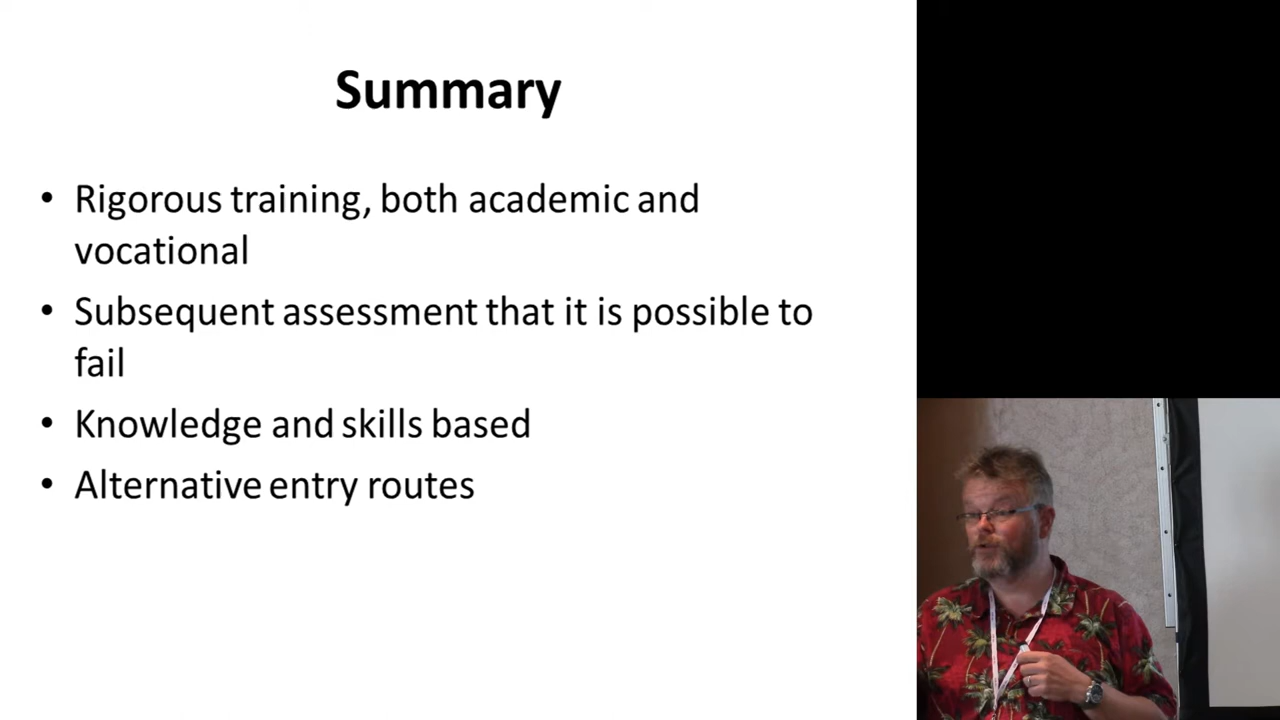 Summary
• Rigorous training, both academic and
vocational
• Subsequent assessment that it is possible to
fail
• Knowledge and skills based
• Alternative entry routes